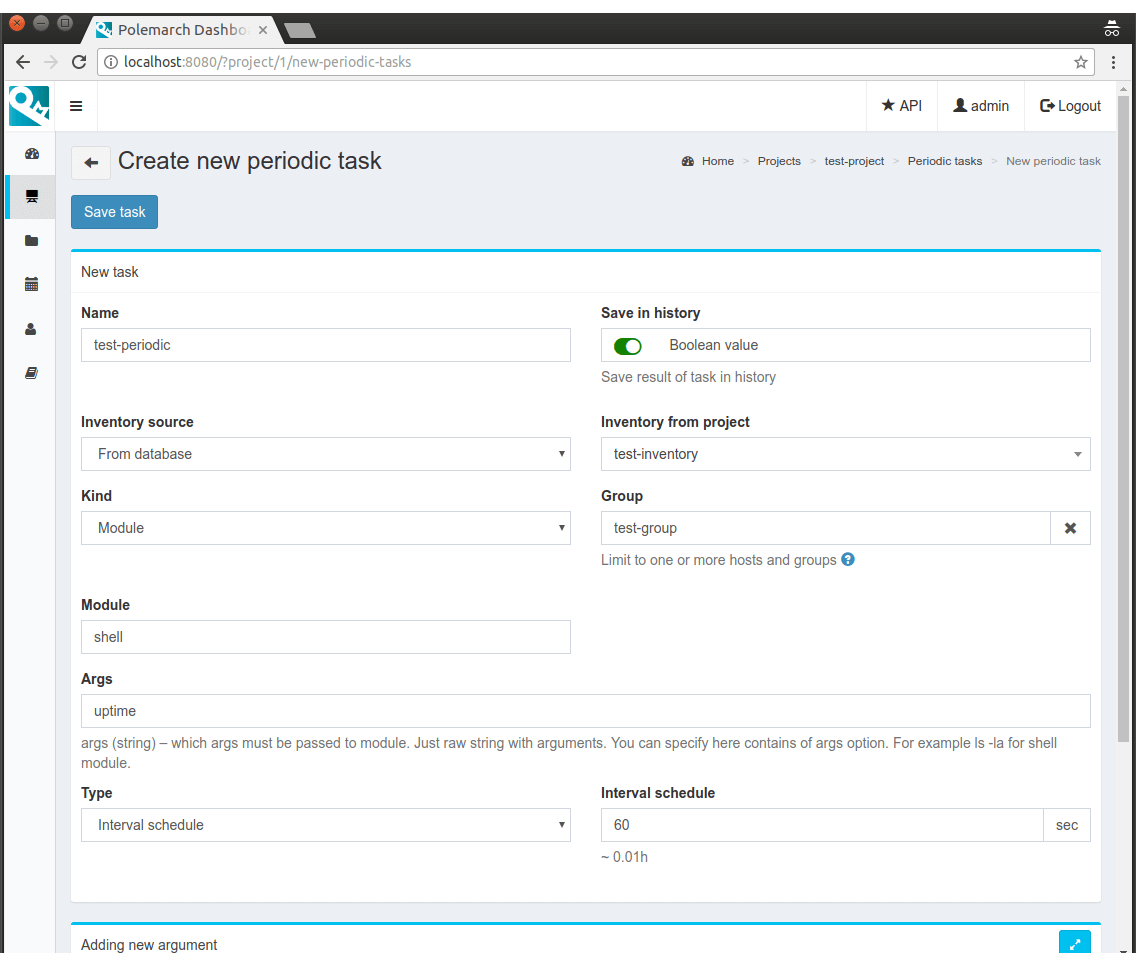 Polemarch Dashbo
localhost:8080/?project/1/new-periodic-tasks
API admin Logout
Create new periodic task
Home > Projects > test-project > Periodic tasks > New periodic task
Save task
New task
Name
Save in history
test-periodic
Boolean value
Save result of task in history
Inventory source
Inventory from project
From database
test-inventory
Kind
Group
Module
test-group
Limit to one or more hosts and groups
Module
shell
Args
uptime
args (string) – which args must be passed to module. Just raw string with arguments. You can specify here contains of args option. For example ls -la for shell
module.
Type
Interval schedule
Interval schedule
60 sec
~ 0.01h
Adding new argument